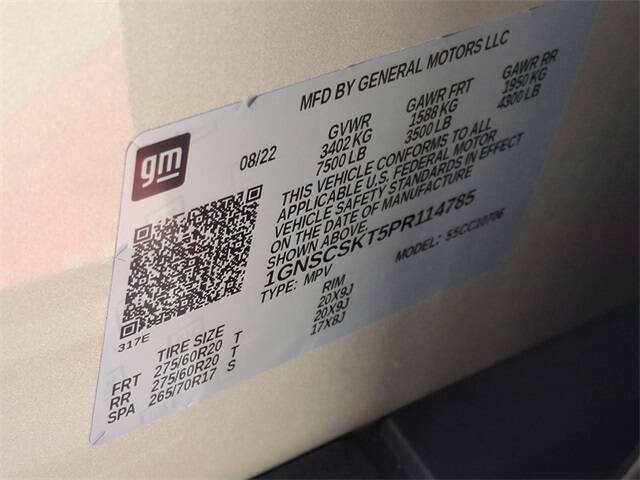 MFD BY GENERAL MOTORS LLC
gm
08/22
GVWR GAWR FRT GAWR RR
3402 KG 1588 KG 1950 KG
7500 LB 3500 LB 4300 LB
THIS VEHICLE CONFORMS TO ALL
APPLICABLE U.S. FEDERAL MOTOR
VEHICLE SAFETY STANDARDS IN EFFECT
ON THE DATE OF MANUFACTURE
SHOWN ABOVE.
1GNSCSKT5PR114785
TYPE: MPV MODEL: SSCC10706
317E
TIRE SIZE RIM
FRT 275/60R20 T 20X9J
RR 275/60R20 T 20X9J
SPA 265/70R17 S 17X8J